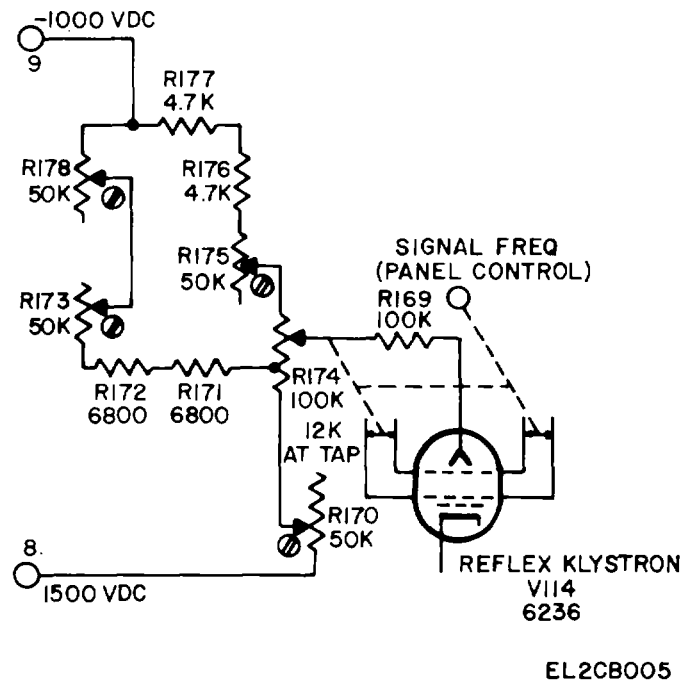 -1000 VDC
9
R177
4.7K
R178
50K
R176
4.7K
R175
50K
SIGNAL FREQ
(PANEL CONTROL)
R169
100K
R173
50K
R172
6800
R171
6800
R174
100K
12K
AT TAP
R170
50K
8.
1500 VDC
REFLEX KLYSTRON
V114
6236
EL2CB005